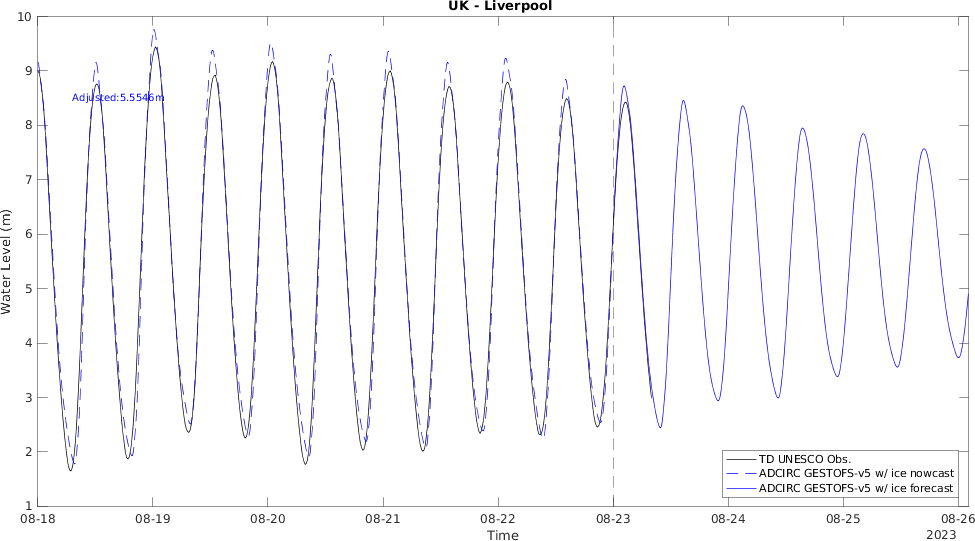 UK - Liverpool
10
9
Adjusted:5.5546m
8
7
6
Water Level (m)
5
4
3
2
1
TD UNESCO Obs.
ADCIRC GESTOFS-v5 w/ ice nowcast
ADCIRC GESTOFS-v5 w/ ice forecast
08-18 08-19 08-20 08-21 08-22 08-23 08-24 08-25 08-26
Time 2023